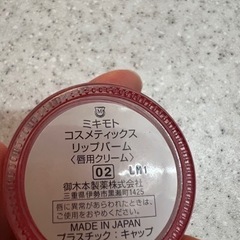 ミキモト
コスメティックス
リップバーム
〈唇用クリーム〉
02 LM1
御木本製薬株式会社
三重県伊勢市黒瀬町1425
唇に異常があらわれたときは、
ご使用をおやめください。
MADE IN JAPAN
プラスチック：キャップ